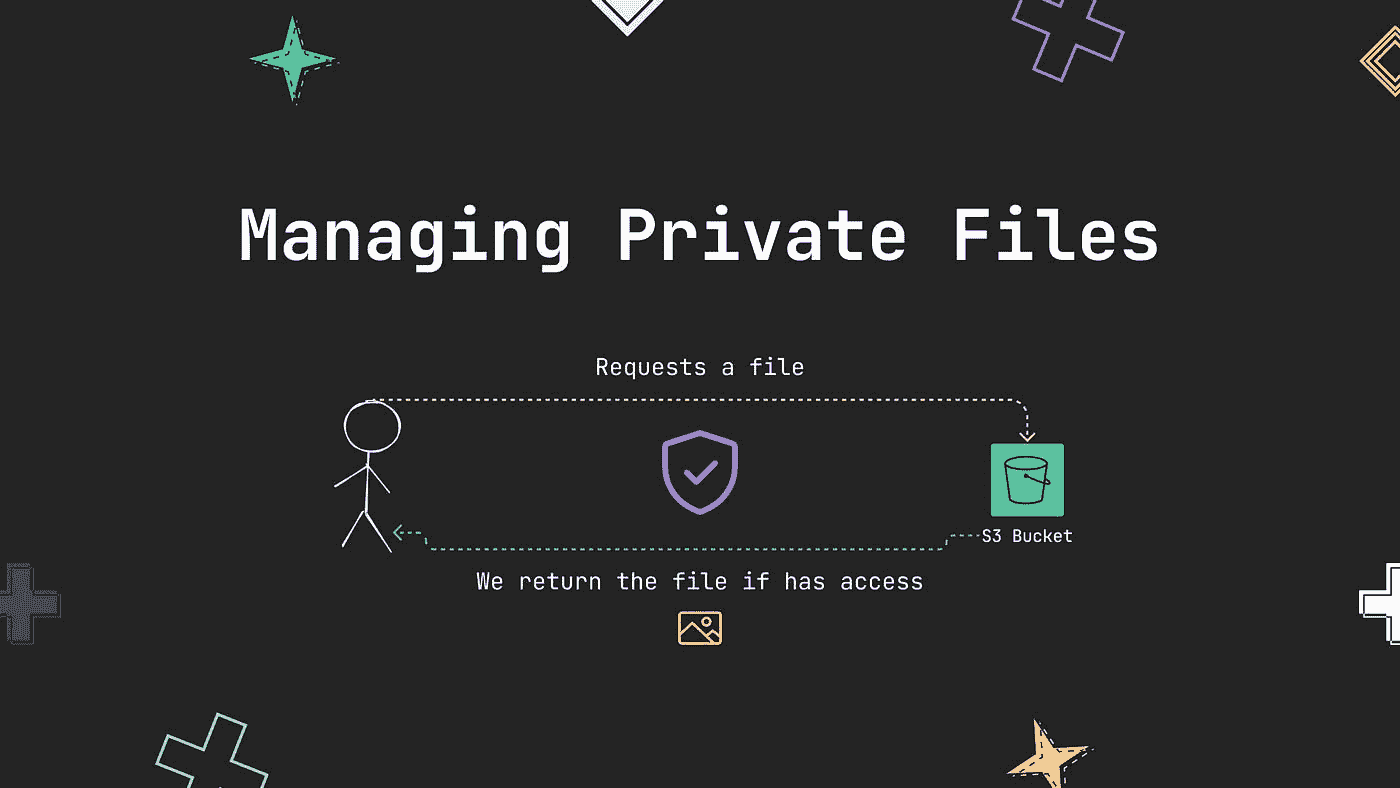 Managing Private Files
Requests a file
S3 Bucket
We return the file if has access